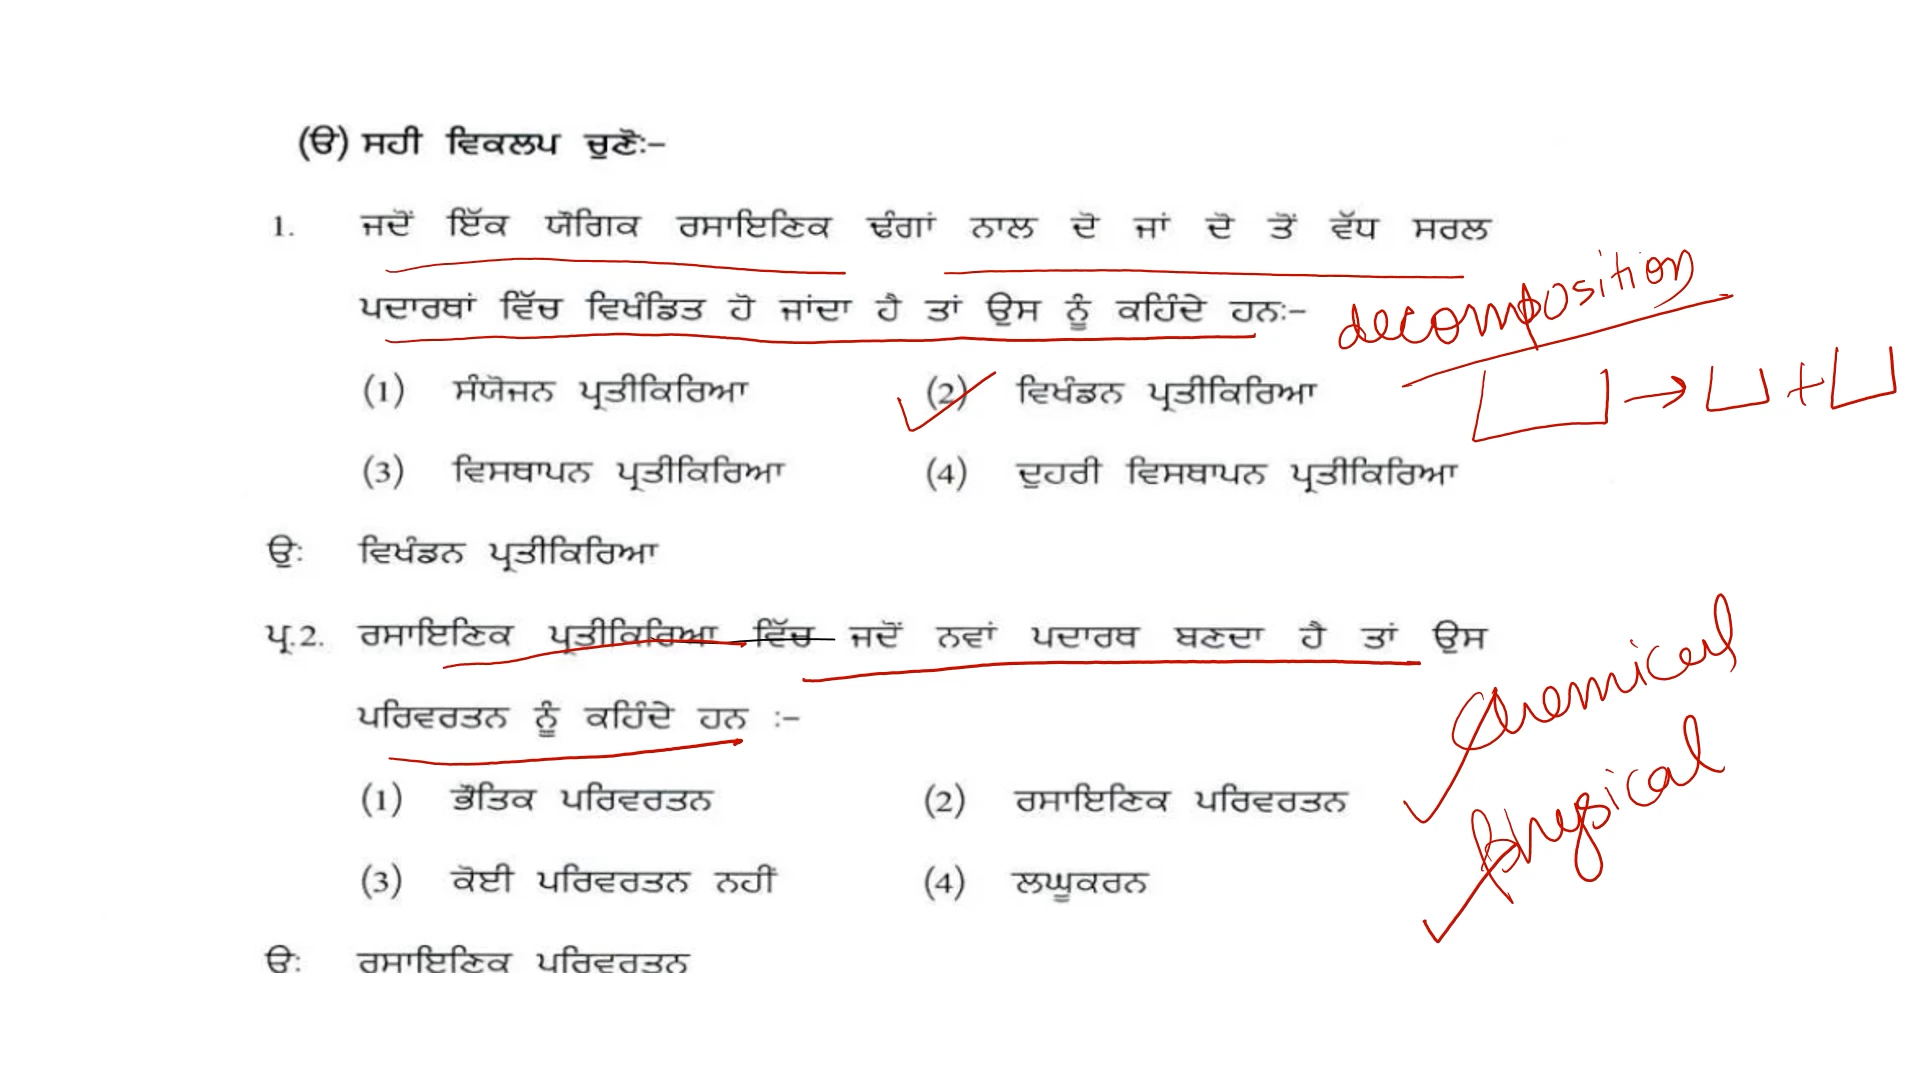 (ੳ) ਸਹੀ ਵਿਕਲਪ ਚੁਣੋ:-
1. ਜਦੋਂ ਇੱਕ ਯੌਗਿਕ ਰਸਾਇਣਿਕ ਢੰਗਾਂ ਨਾਲ ਦੋ ਜਾਂ ਦੋ ਤੋਂ ਵੱਧ ਸਰਲ
ਪਦਾਰਥਾਂ ਵਿੱਚ ਵਿਖੰਡਿਤ ਹੋ ਜਾਂਦਾ ਹੈ ਤਾਂ ਉਸ ਨੂੰ ਕਹਿੰਦੇ ਹਨ:-
decomposition
(1) ਸੰਯੋਜਨ ਪ੍ਰਤੀਕਿਰਿਆ (2) ਵਿਖੰਡਨ ਪ੍ਰਤੀਕਿਰਿਆ
(3) ਵਿਸਥਾਪਨ ਪ੍ਰਤੀਕਿਰਿਆ (4) ਦੁਹਰੀ ਵਿਸਥਾਪਨ ਪ੍ਰਤੀਕਿਰਿਆ
ਉ: ਵਿਖੰਡਨ ਪ੍ਰਤੀਕਿਰਿਆ
ਪ੍ਰ.2. ਰਸਾਇਣਿਕ ਪ੍ਰਤੀਕਿਰਿਆ ਵਿੱਚ ਜਦੋਂ ਨਵਾਂ ਪਦਾਰਥ ਬਣਦਾ ਹੈ ਤਾਂ ਉਸ
ਪਰਿਵਰਤਨ ਨੂੰ ਕਹਿੰਦੇ ਹਨ :-
Chemical
(1) ਭੌਤਿਕ ਪਰਿਵਰਤਨ (2) ਰਸਾਇਣਿਕ ਪਰਿਵਰਤਨ
physical
(3) ਕੋਈ ਪਰਿਵਰਤਨ ਨਹੀਂ (4) ਲਘੂਕਰਨ
ੳ: ਰਸਾਇਣਿਕ ਪਰਿਵਰਤਨ